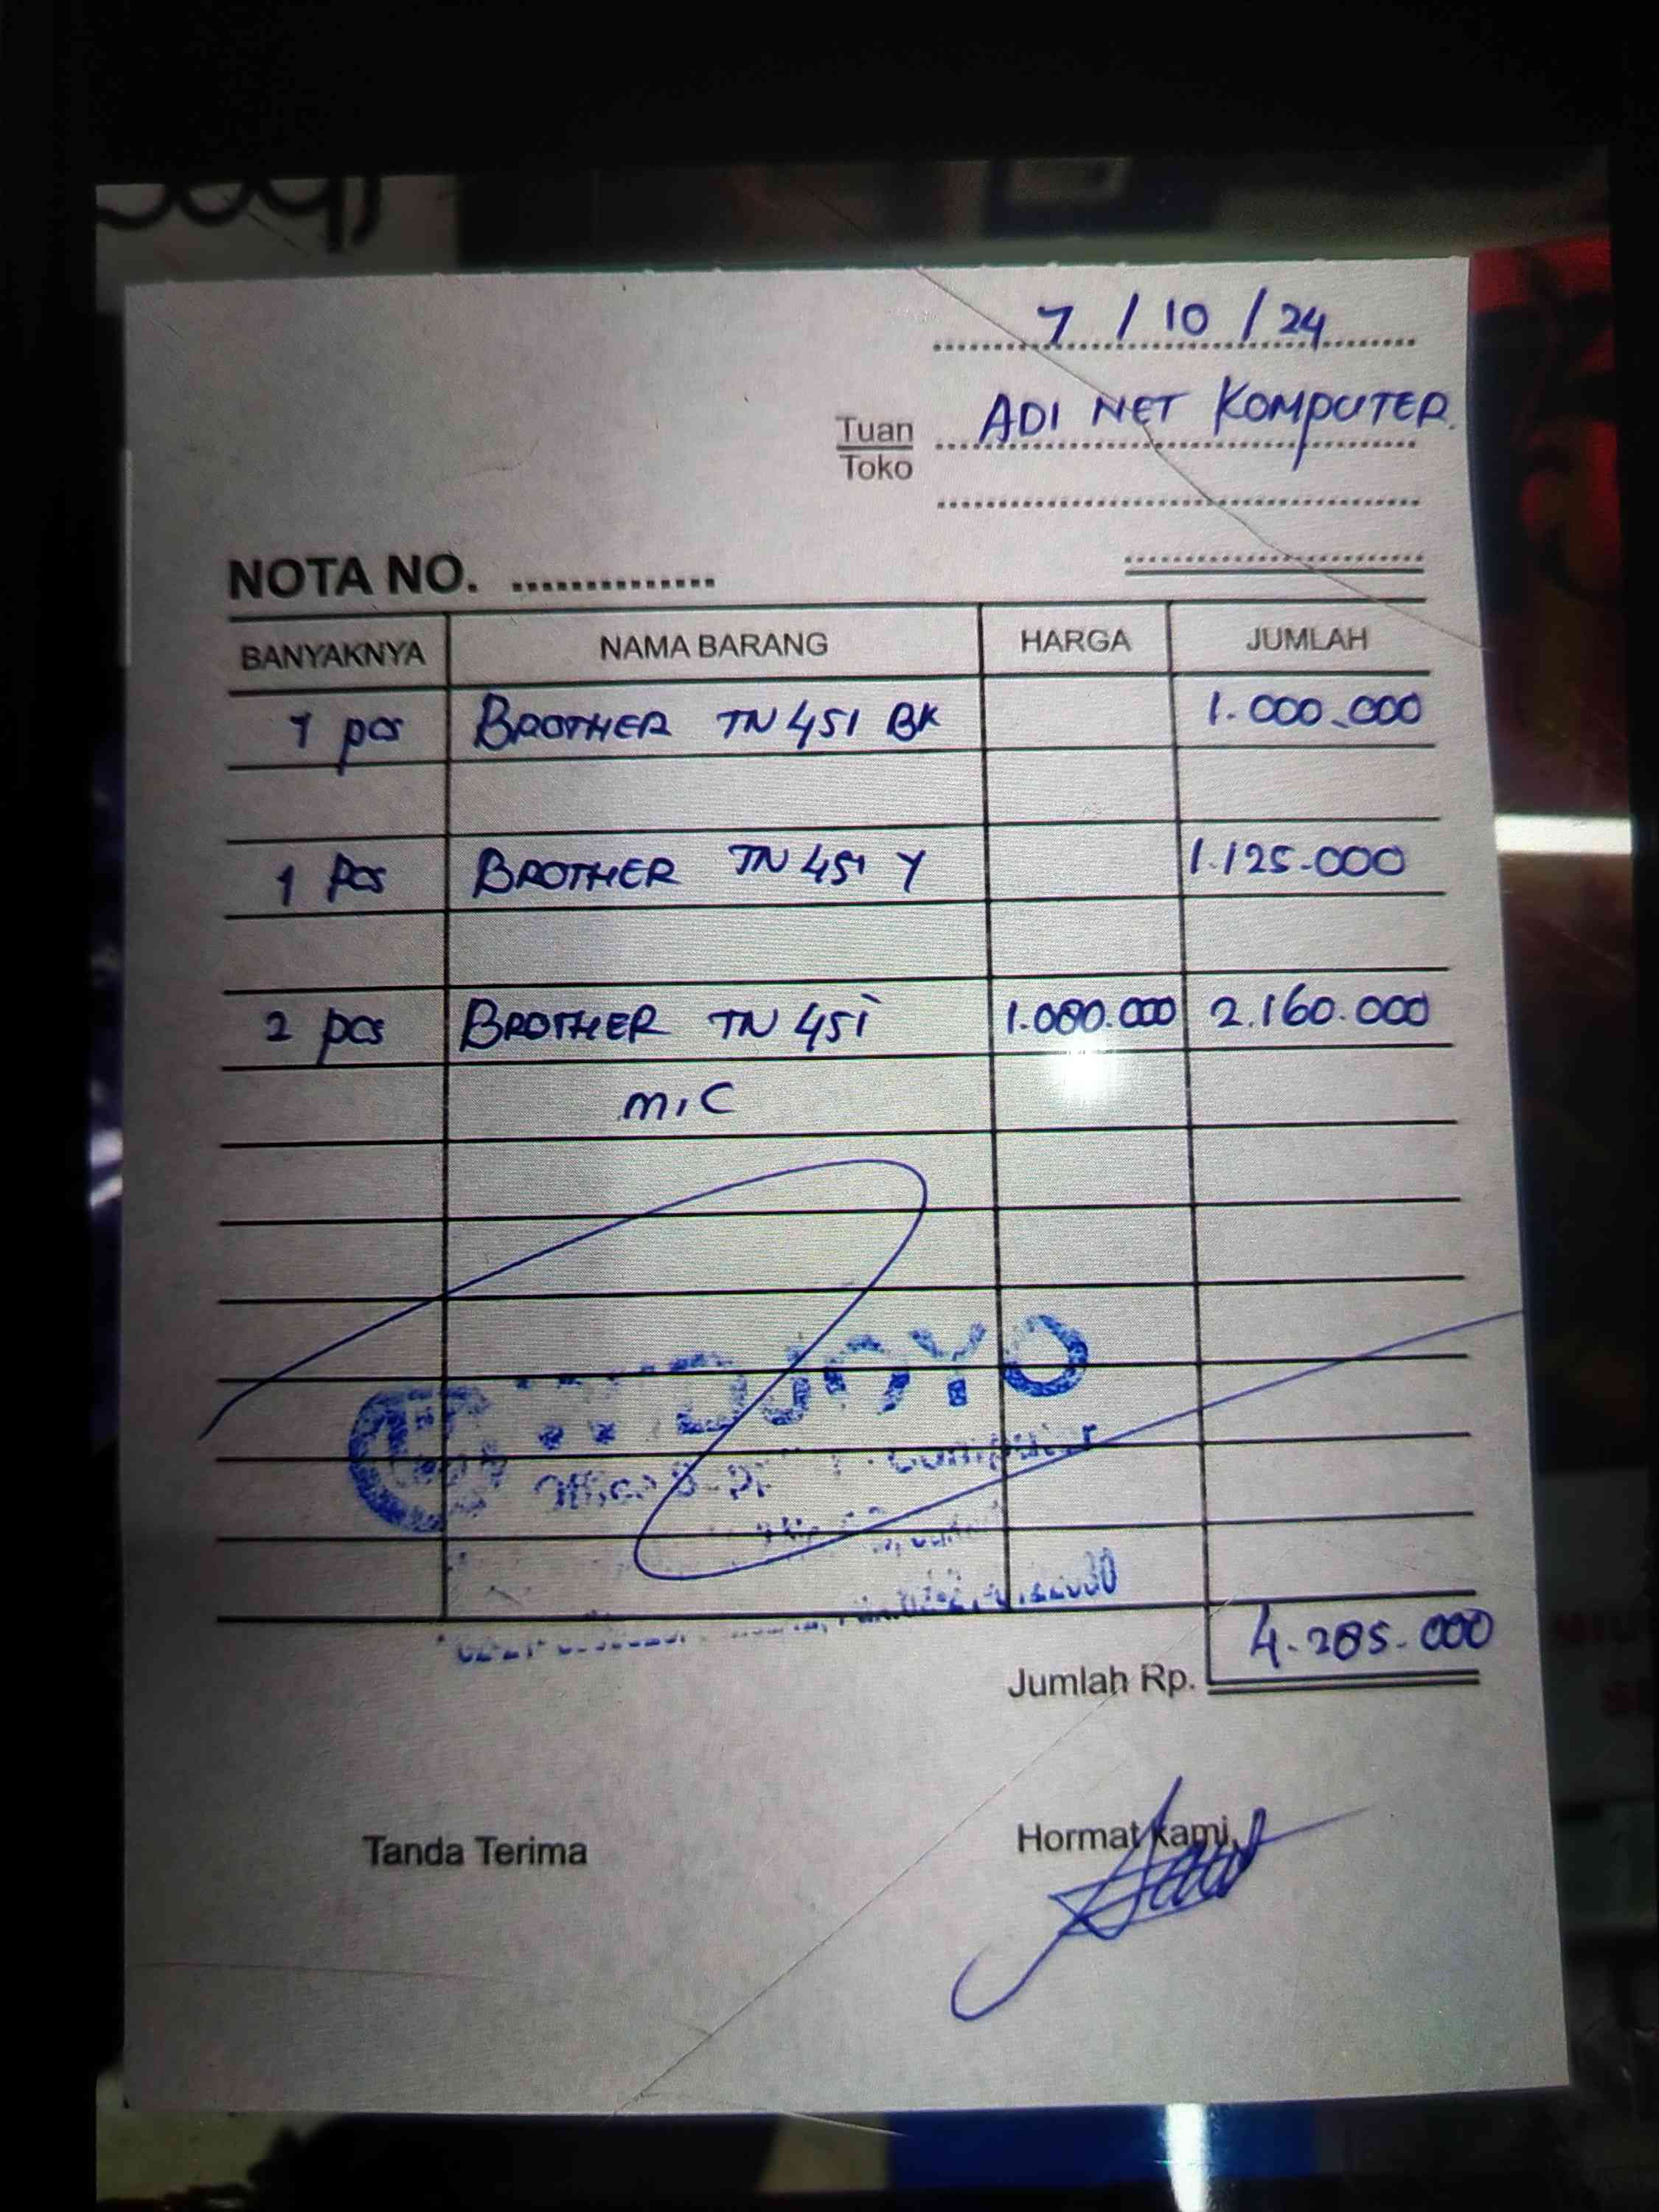 7 / 10 / 24
Tuan ADI NET KOMPUTER.
Toko
NOTA NO.
BANYAKNYA NAMA BARANG HARGA JUMLAH
1 pcs BROTHER TN 451 BK 1.000.000
1 Pcs BROTHER TN 451 Y 1.125.000
2 pcs BROTHER TN 451 1.080.000 2.160.000
M, C
Jumlah Rp. 4.285.000
Tanda Terima Hormat kami,